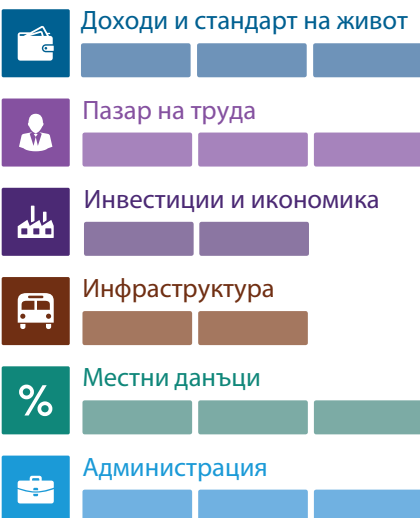 Доходи и стандарт на живот
Пазар на труда
Инвестиции и икономика
Инфраструктура
%
Местни данъци
Администрация